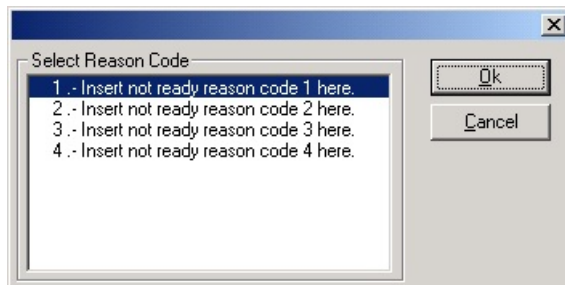 Select Reason Code
1 .- Insert not ready reason code 1 here.
2 .- Insert not ready reason code 2 here.
3 .- Insert not ready reason code 3 here.
4 .- Insert not ready reason code 4 here.
Ok
Cancel